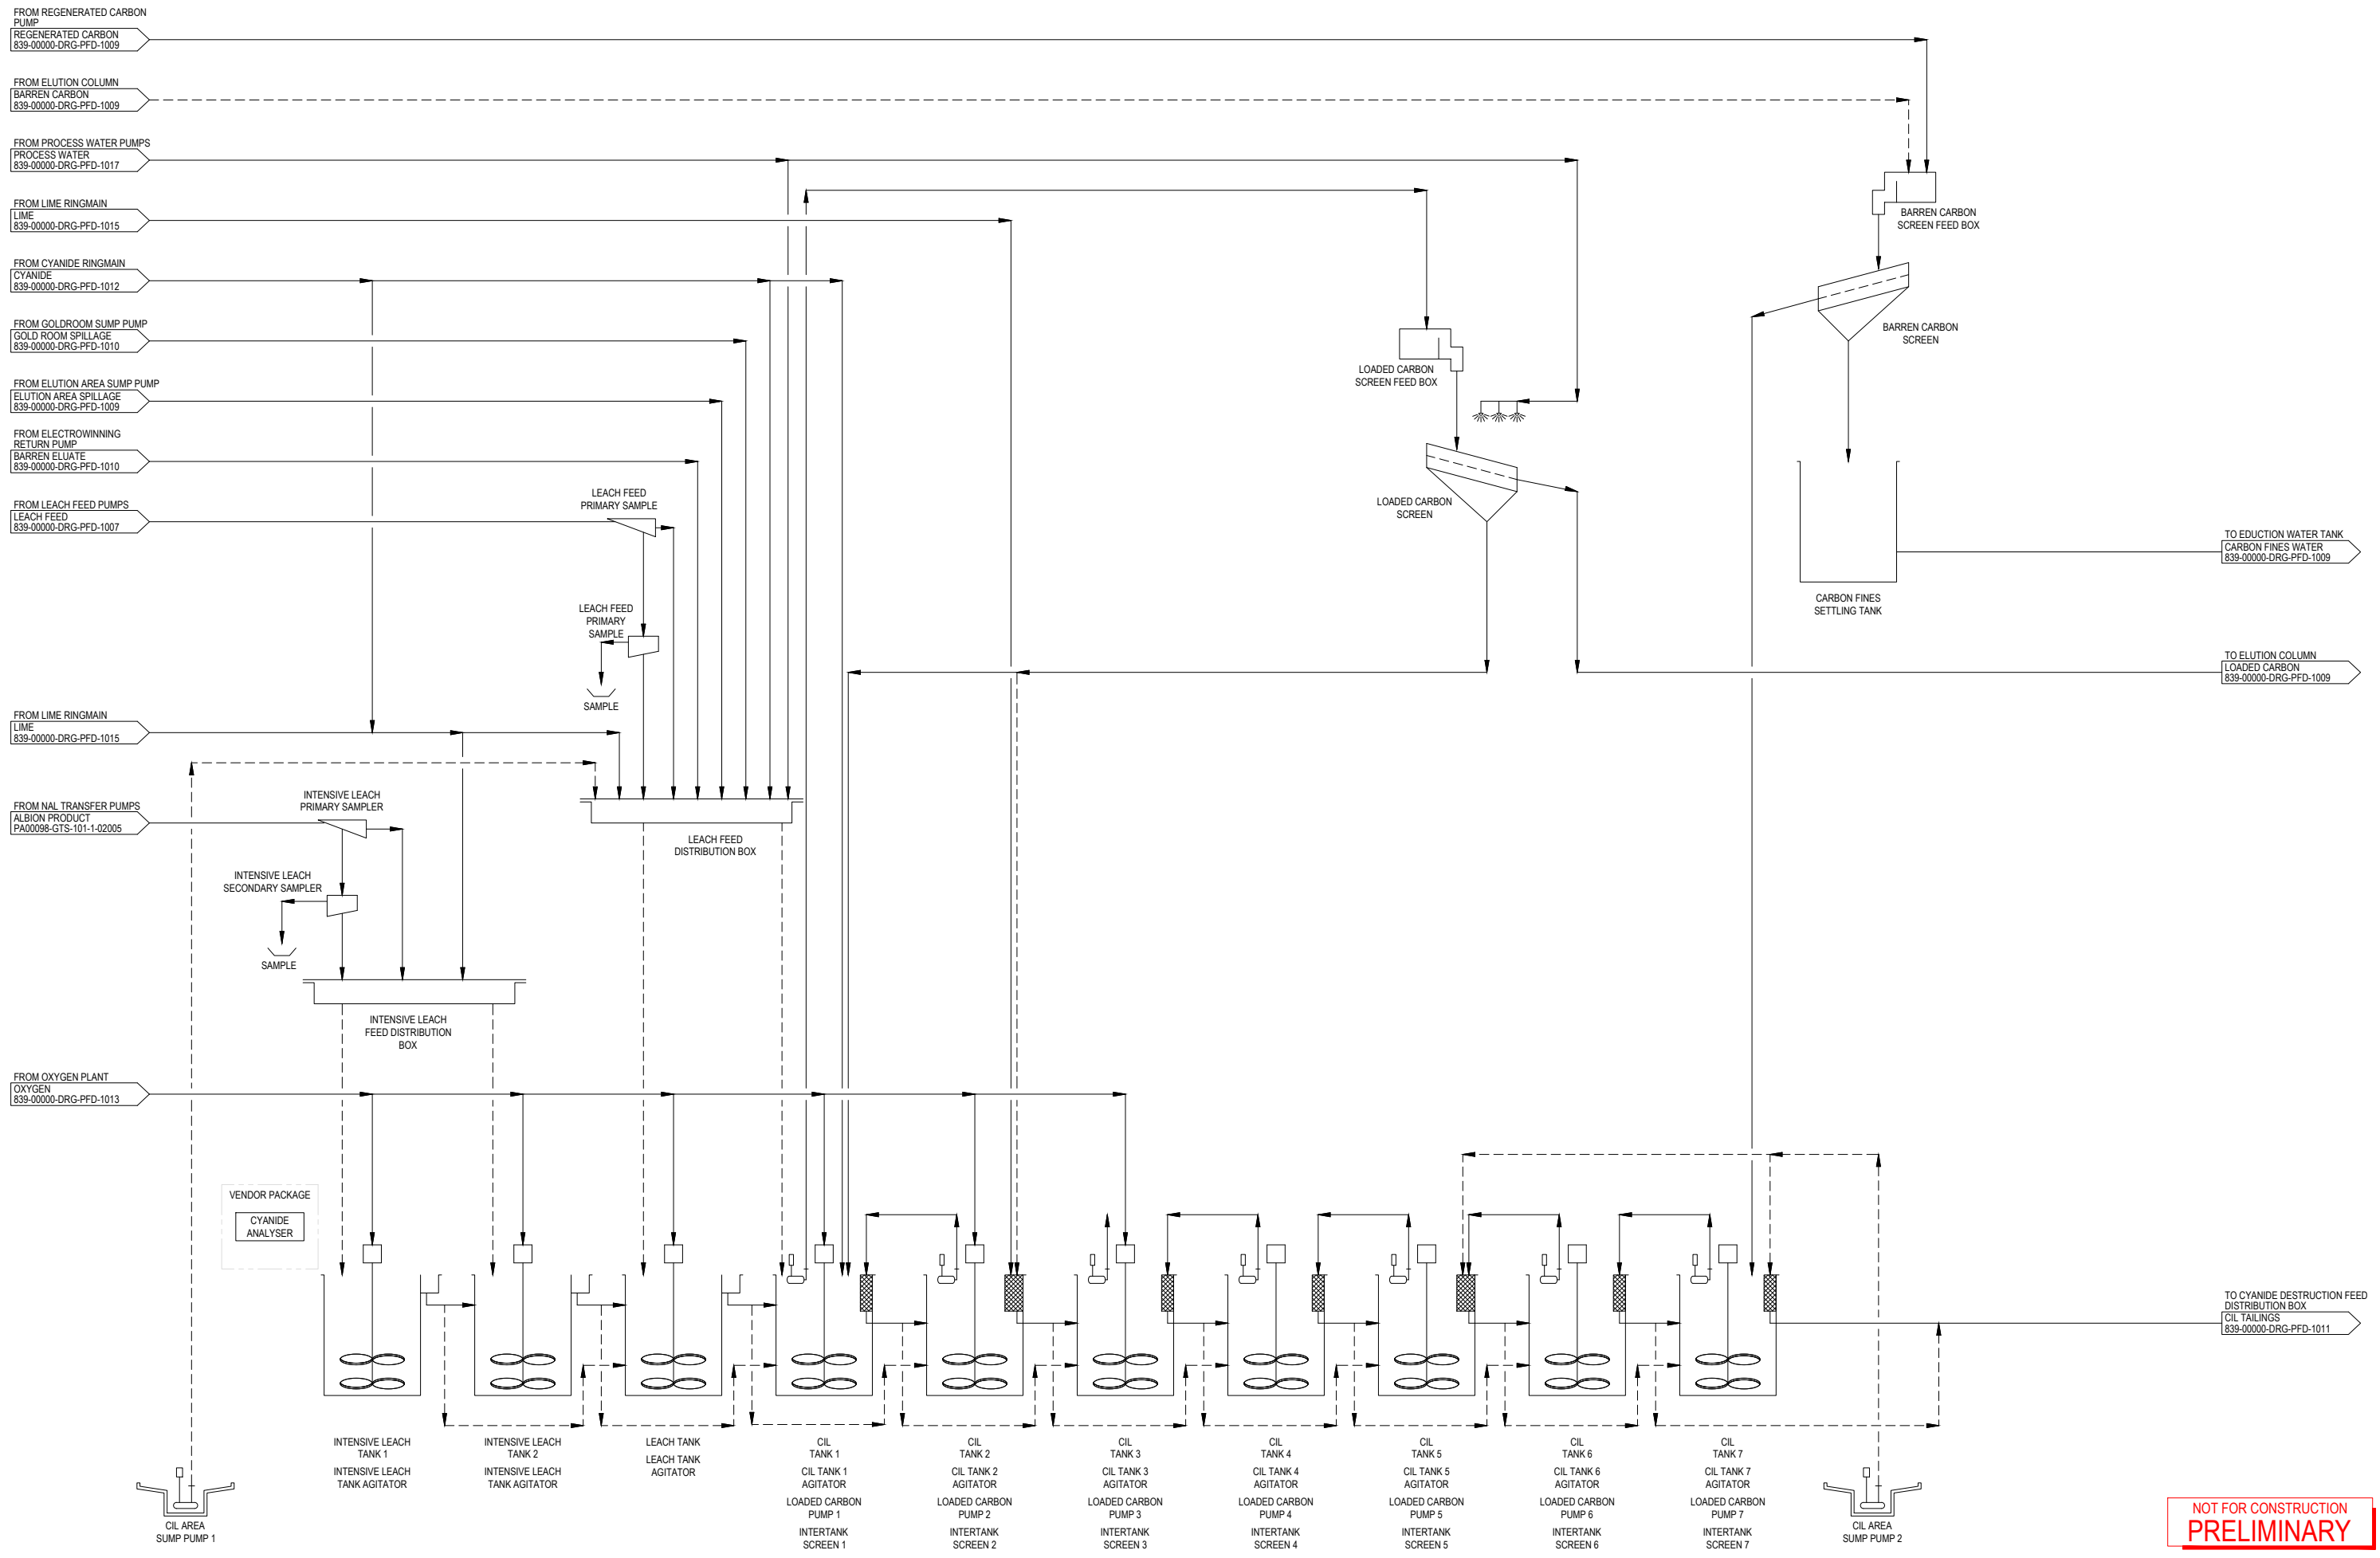 FROM REGENERATED CARBON
PUMP
REGENERATED CARBON
839-00000-DRG-PFD-1009
FROM ELUTION COLUMN
BARREN CARBON
839-00000-DRG-PFD-1009
FROM PROCESS WATER PUMPS
PROCESS WATER
839-00000-DRG-PFD-1017
FROM LIME RINGMAIN
LIME
839-00000-DRG-PFD-1015
FROM CYANIDE RINGMAIN
CYANIDE
839-00000-DRG-PFD-1012
FROM GOLDROOM SUMP PUMP
GOLD ROOM SPILLAGE
839-00000-DRG-PFD-1010
FROM ELUTION AREA SUMP PUMP
ELUTION AREA SPILLAGE
839-00000-DRG-PFD-1009
FROM ELECTROWINNING
RETURN PUMP
BARREN ELUATE
839-00000-DRG-PFD-1010
FROM LEACH FEED PUMPS
LEACH FEED
839-00000-DRG-PFD-1007
FROM LIME RINGMAIN
LIME
839-00000-DRG-PFD-1015
FROM NAL TRANSFER PUMPS
ALBION PRODUCT
PA00098-GTS-101-1-02005
FROM OXYGEN PLANT
OXYGEN
839-00000-DRG-PFD-1013
BARREN CARBON
SCREEN FEED BOX
BARREN CARBON
SCREEN
LOADED CARBON
SCREEN FEED BOX
LOADED CARBON
SCREEN
CARBON FINES
SETTLING TANK
TO EDUCTION WATER TANK
CARBON FINES WATER
839-00000-DRG-PFD-1009
TO ELUTION COLUMN
LOADED CARBON
839-00000-DRG-PFD-1009
LEACH FEED
PRIMARY SAMPLE
LEACH FEED
PRIMARY
SAMPLE
SAMPLE
LEACH FEED
DISTRIBUTION BOX
INTENSIVE LEACH
PRIMARY SAMPLER
INTENSIVE LEACH
SECONDARY SAMPLER
SAMPLE
INTENSIVE LEACH
FEED DISTRIBUTION
BOX
VENDOR PACKAGE
CYANIDE
ANALYSER
TO CYANIDE DESTRUCTION FEED
DISTRIBUTION BOX
CIL TAILINGS
839-00000-DRG-PFD-1011
CIL AREA
SUMP PUMP 1
INTENSIVE LEACH
TANK 1
INTENSIVE LEACH
TANK AGITATOR
INTENSIVE LEACH
TANK 2
INTENSIVE LEACH
TANK AGITATOR
LEACH TANK
LEACH TANK
AGITATOR
CIL
TANK 1
CIL TANK 1
AGITATOR
LOADED CARBON
PUMP 1
INTERTANK
SCREEN 1
CIL
TANK 2
CIL TANK 2
AGITATOR
LOADED CARBON
PUMP 2
INTERTANK
SCREEN 2
CIL
TANK 3
CIL TANK 3
AGITATOR
LOADED CARBON
PUMP 3
INTERTANK
SCREEN 3
CIL
TANK 4
CIL TANK 4
AGITATOR
LOADED CARBON
PUMP 4
INTERTANK
SCREEN 4
CIL
TANK 5
CIL TANK 5
AGITATOR
LOADED CARBON
PUMP 5
INTERTANK
SCREEN 5
CIL
TANK 6
CIL TANK 6
AGITATOR
LOADED CARBON
PUMP 6
INTERTANK
SCREEN 6
CIL
TANK 7
CIL TANK 7
AGITATOR
LOADED CARBON
PUMP 7
INTERTANK
SCREEN 7
CIL AREA
SUMP PUMP 2
NOT FOR CONSTRUCTION
PRELIMINARY